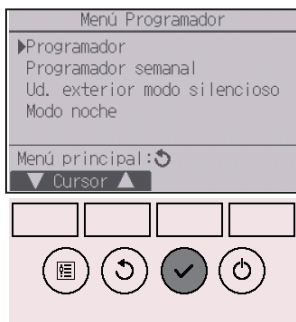 Menú Programador
Programador
Programador semanal
Ud. exterior modo silencioso
Modo noche
Menú principal:
Cursor